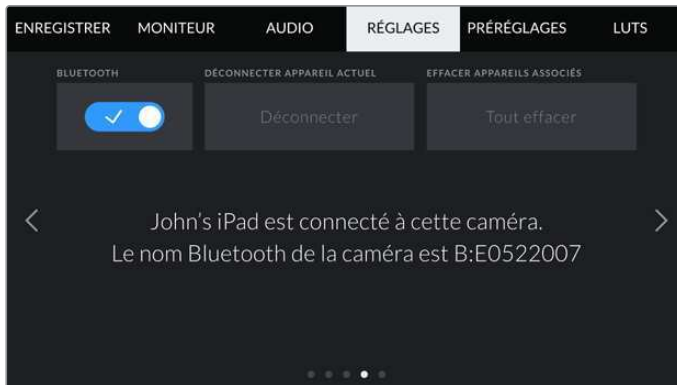 ENREGISTRER MONITEUR AUDIO RÉGLAGES PRÉRÉGLAGES LUTS
BLUETOOTH DÉCONNECTER APPAREIL ACTUEL EFFACER APPAREILS ASSOCIÉS
Déconnecter Tout effacer
John's iPad est connecté à cette caméra.
Le nom Bluetooth de la caméra est B:E0522007